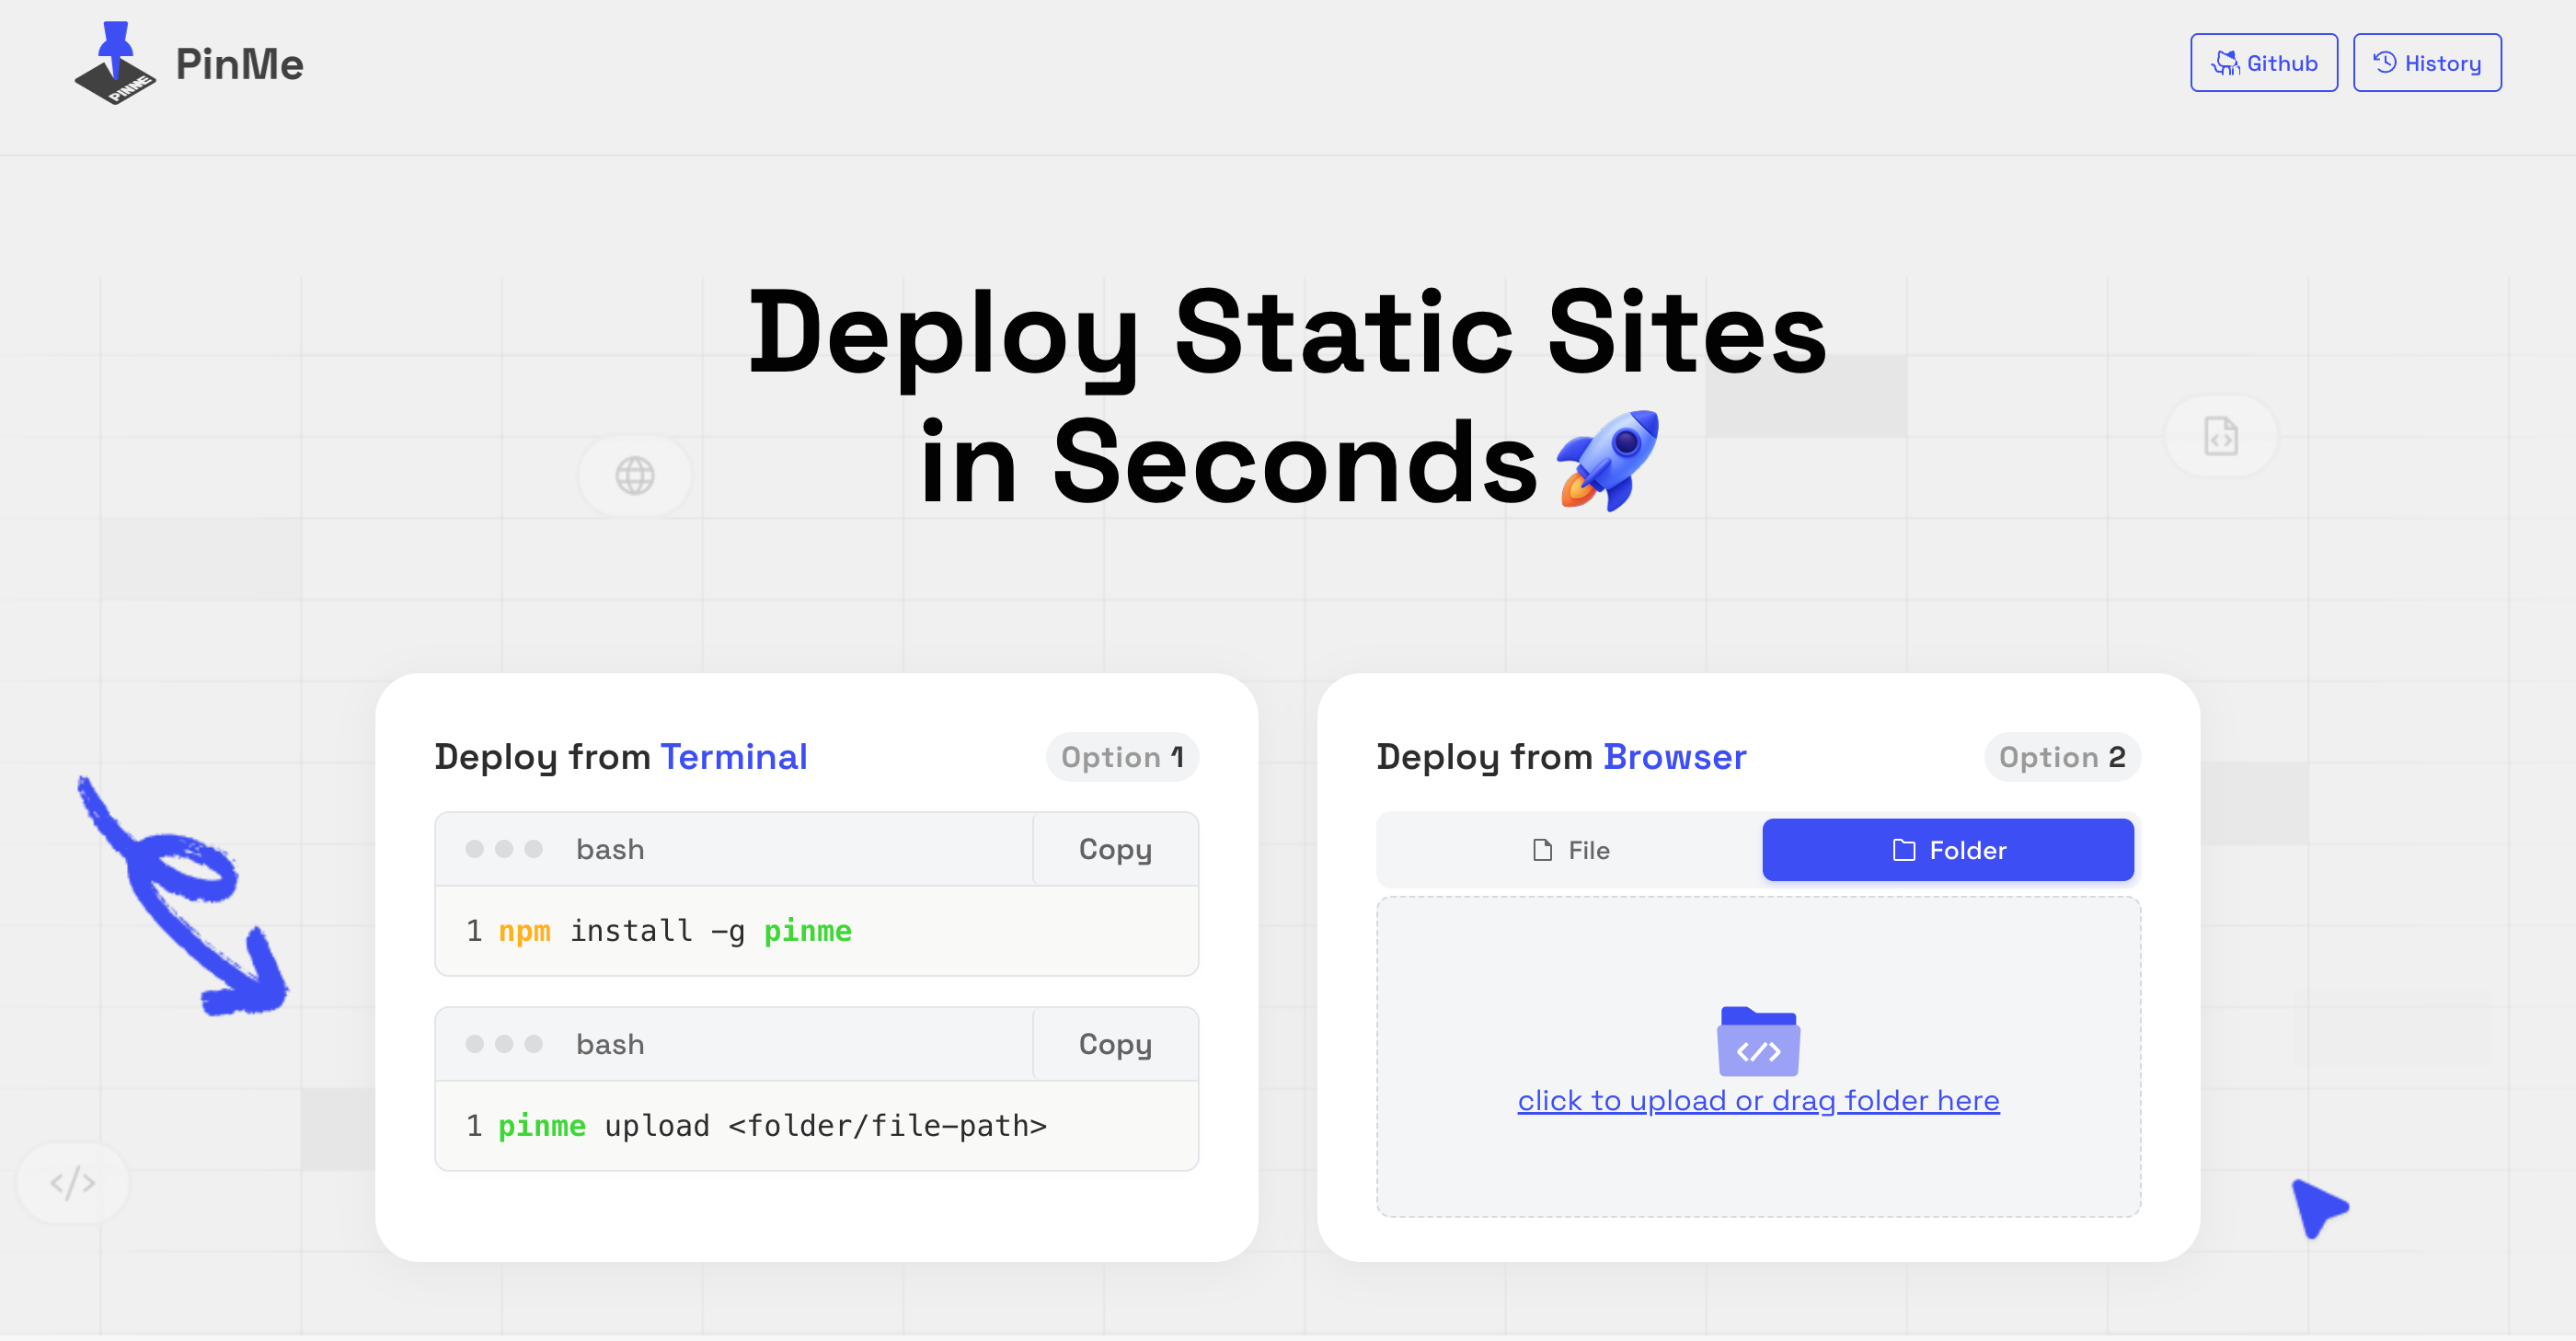 PINME
PinMe
Github
History
Deploy Static Sites
in Seconds🚀
Deploy from Terminal
Option 1
bash
Copy
1 npm install -g pinme
bash
Copy
1 pinme upload <folder/file-path>
Deploy from Browser
Option 2
File
Folder
</>
click to upload or drag folder here
</>